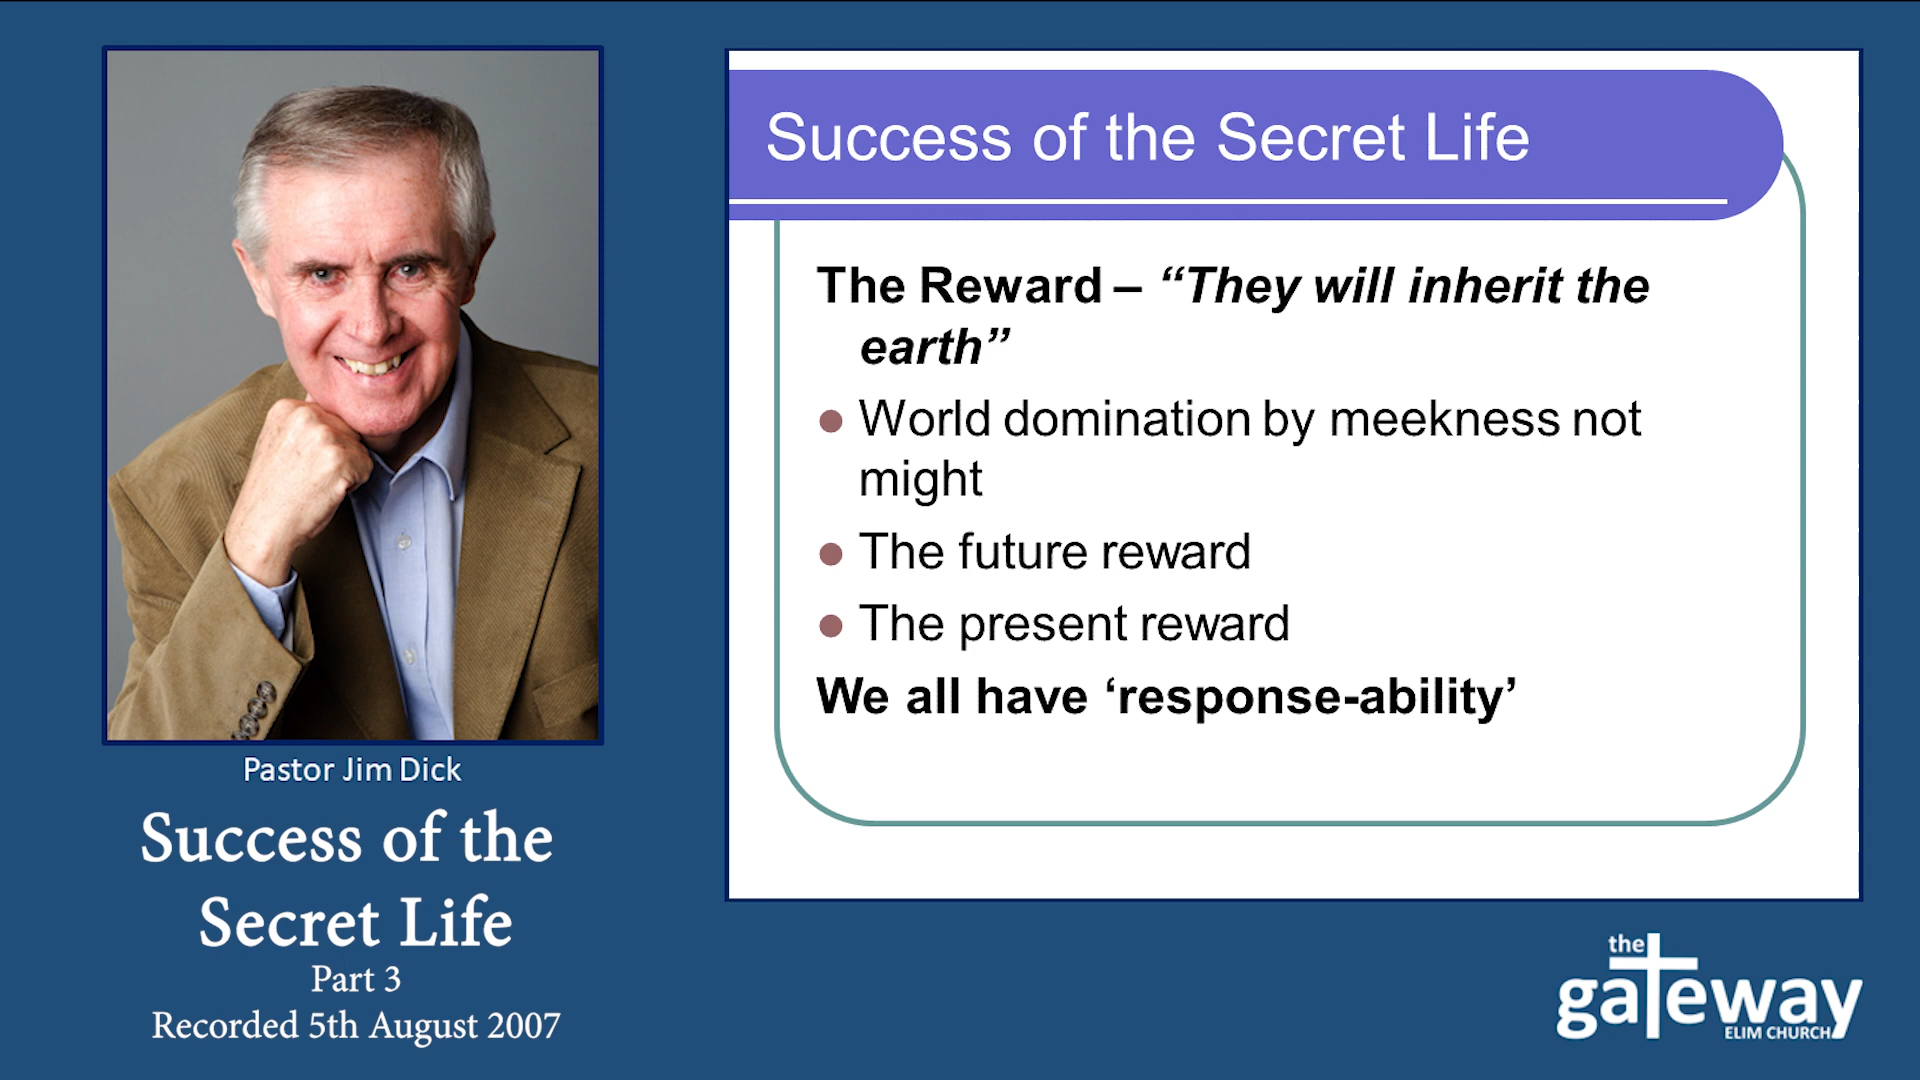 Pastor Jim Dick
Success of the
Secret Life
Part 3
Recorded 5th August 2007
Success of the Secret Life
The Reward – “They will inherit the
earth”
● World domination by meekness not
might
● The future reward
● The present reward
We all have ‘response-ability’
the
gateway
ELIM CHURCH